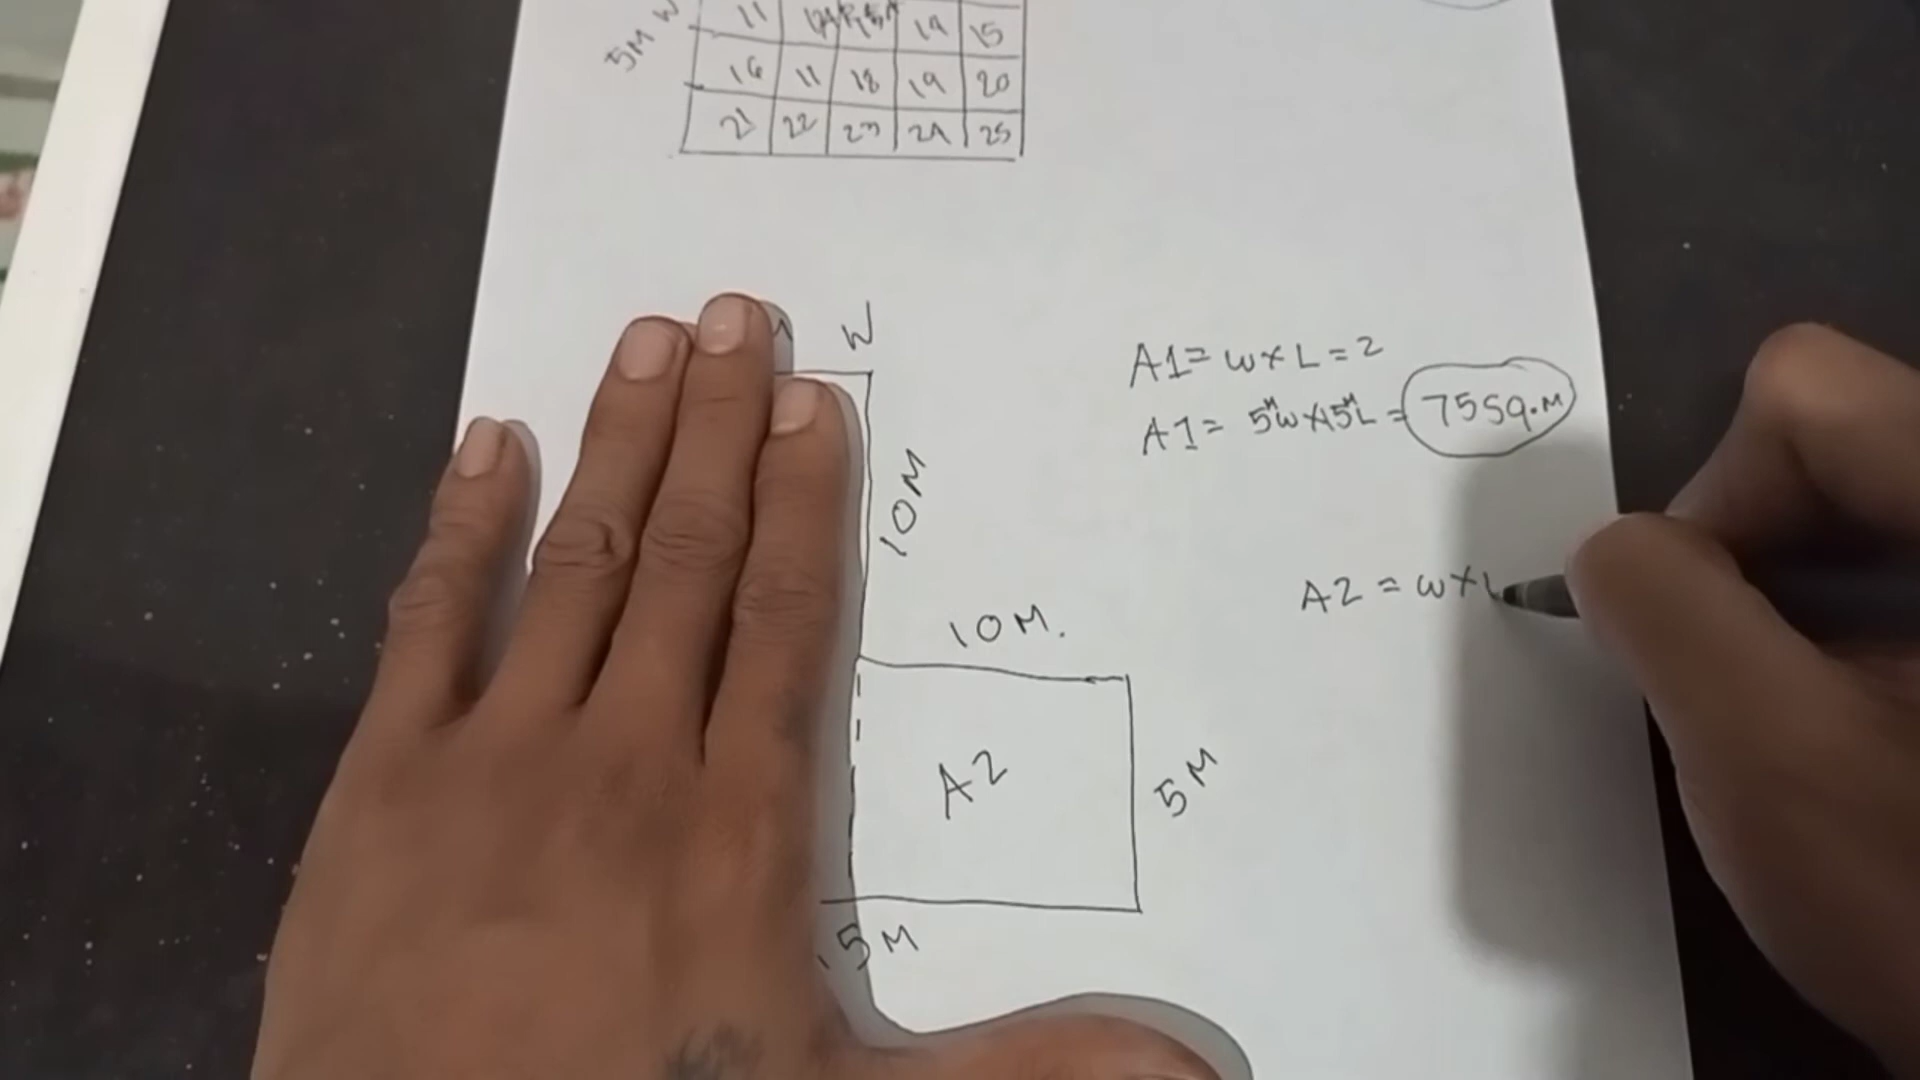 5M W
11 14 15
16 11 18 19 20
21 22 23 24 25
W
10M
10M.
A2
5M
15M
A1= W×L=2
A1= 5ᴹW×15ᴹL= 75Sq.M
A2 = W×L